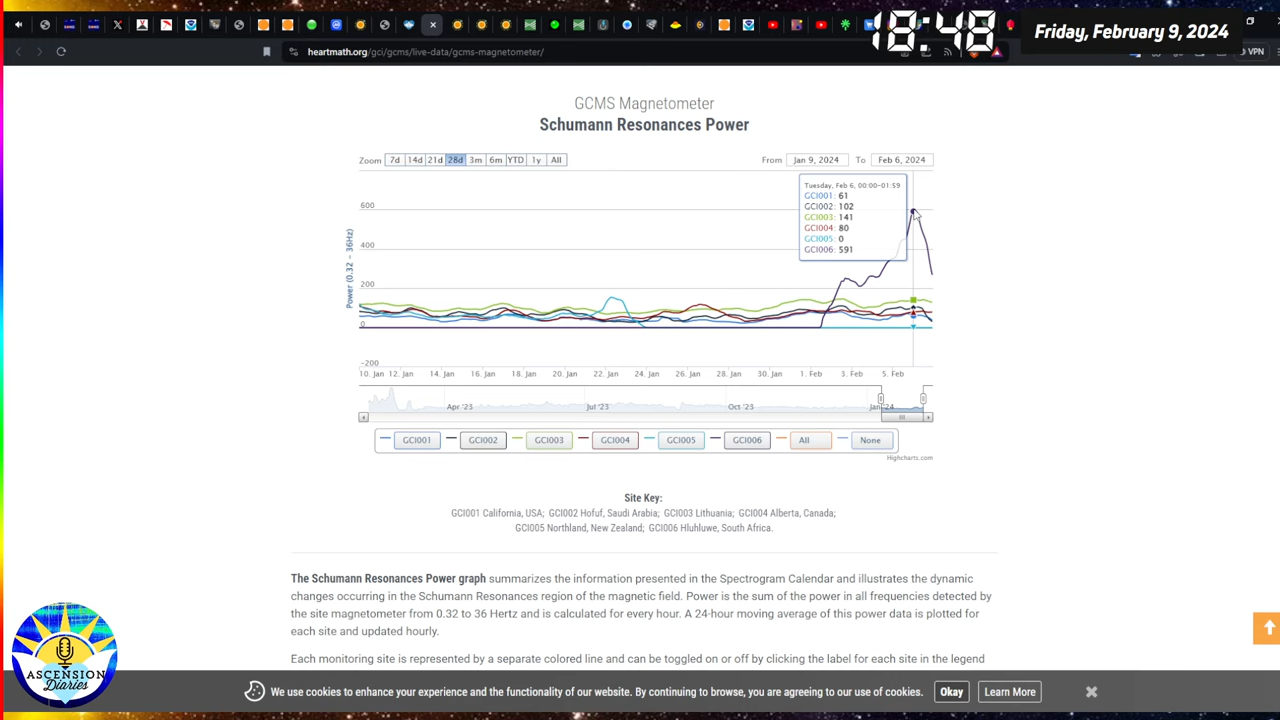 18:48
Friday, February 9, 2024
heartmath.org/gci/gcms/live-data/gcms-magnetometer/
VPN
GCMS Magnetometer
Schumann Resonances Power
Zoom 7d 14d 21d 28d 3m 6m YTD 1y All From Jan 9, 2024 To Feb 6, 2024
Tuesday, Feb 6, 00:00-01:59
GCI001: 61
GCI002: 102
GCI003: 141
GCI004: 80
GCI005: 0
GCI006: 591
Power (0.32 – 36Hz)
600
400
200
0
-200
10. Jan 12. Jan 14. Jan 16. Jan 18. Jan 20. Jan 22. Jan 24. Jan 26. Jan 28. Jan 30. Jan 1. Feb 3. Feb 5. Feb
Apr '23 Jul '23 Oct '23 Jan '24
GCI001 GCI002 GCI003 GCI004 GCI005 GCI006 All None
Highcharts.com
Site Key:
GCI001 California, USA; GCI002 Hofuf, Saudi Arabia; GCI003 Lithuania; GCI004 Alberta, Canada;
GCI005 Northland, New Zealand; GCI006 Hluhluwe, South Africa.
The Schumann Resonances Power graph summarizes the information presented in the Spectrogram Calendar and illustrates the dynamic
changes occurring in the Schumann Resonances region of the magnetic field. Power is the sum of the power in all frequencies detected by
the site magnetometer from 0.32 to 36 Hertz and is calculated for every hour. A 24-hour moving average of this power data is plotted for
each site and updated hourly.
Each monitoring site is represented by a separate colored line and can be toggled on or off by clicking the label for each site in the legend
ASCENSION
Diaries
We use cookies to enhance your experience and the functionality of our website. By continuing to browse, you are agreeing to our use of cookies. Okay Learn More